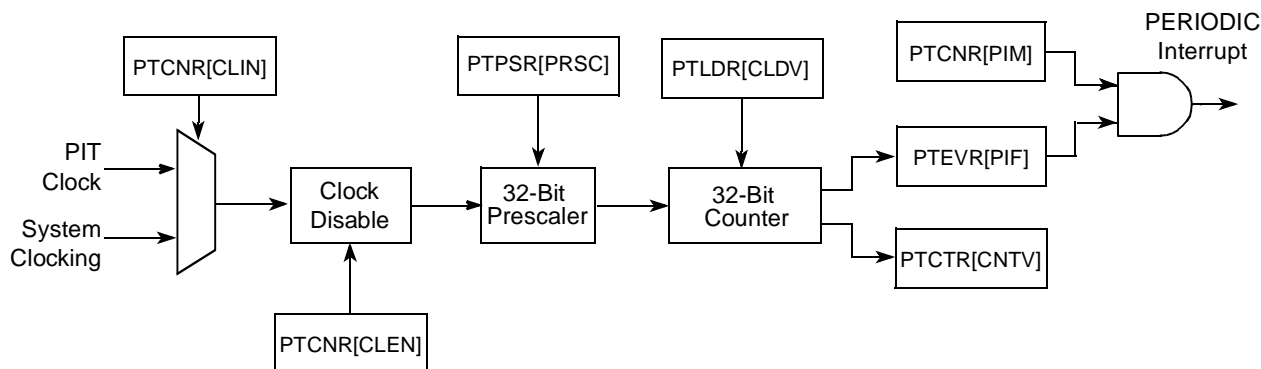 PERIODIC
Interrupt
PTCNR[CLIN]
PTPSR[PRSC]
PTLDR[CLDV]
PTCNR[PIM]
PIT
Clock
System
Clocking
Clock
Disable
32-Bit
Prescaler
32-Bit
Counter
PTEVR[PIF]
PTCTR[CNTV]
PTCNR[CLEN]